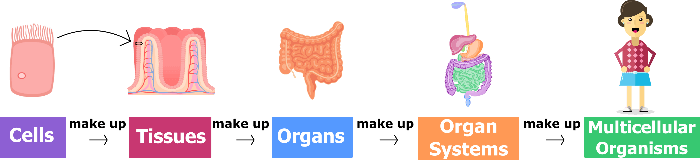 Cells
make up
→
Tissues
make up
→
Organs
make up
→
Organ
Systems
make up
→
Multicellular
Organisms